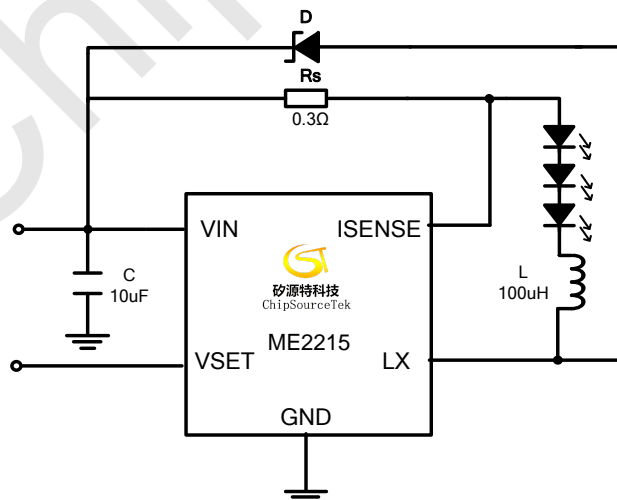 D
Rs
0.3Ω
VIN
ISENSE
C
10uF
矽源特科技
ChipSourceTek
L
100uH
ME2215
VSET
LX
GND